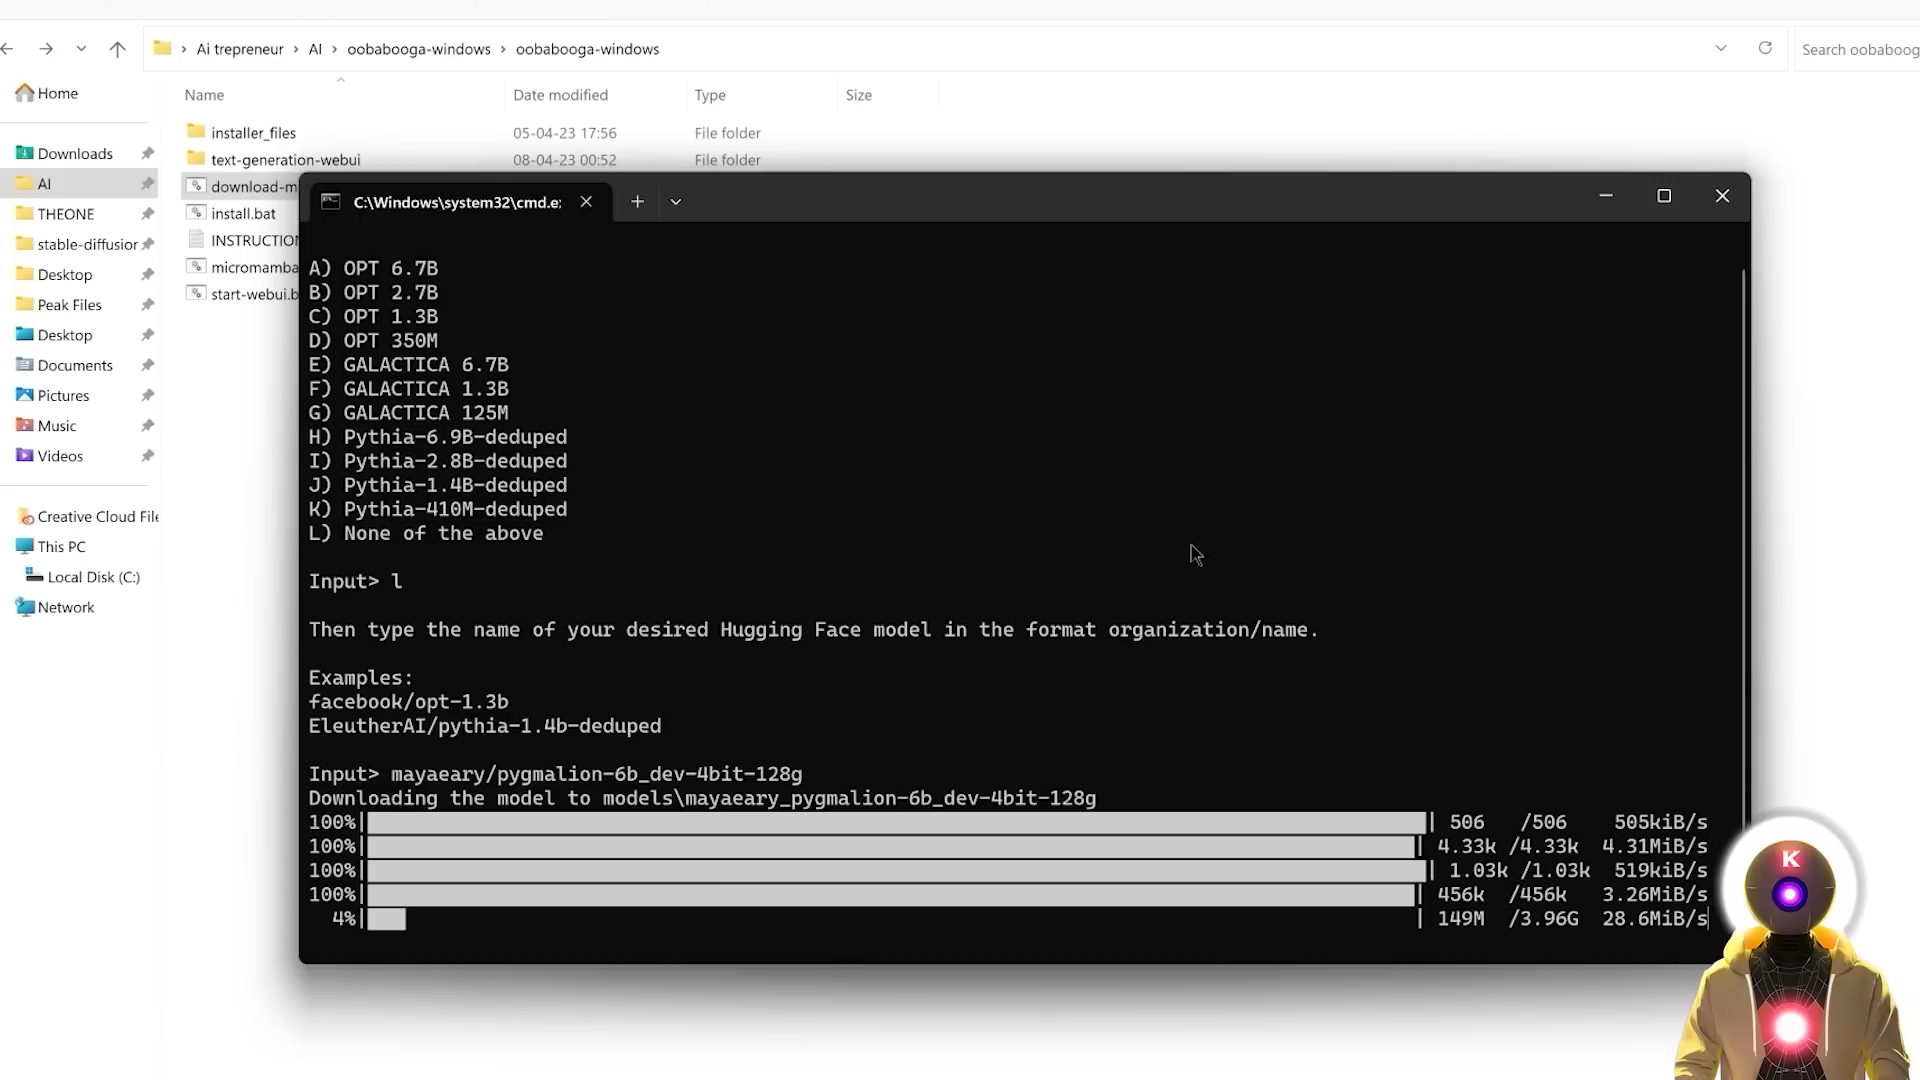 Ai trepreneur > AI > oobabooga-windows > oobabooga-windows
Search oobaboog
Home
Downloads
AI
THEONE
stable-diffusior
Desktop
Peak Files
Desktop
Documents
Pictures
Music
Videos
Creative Cloud File
This PC
Local Disk (C:)
Network
Name Date modified Type Size
installer_files 05-04-23 17:56 File folder
text-generation-webui 08-04-23 00:52 File folder
download-m
install.bat
INSTRUCTION
micromamba
start-webui.b
C:\Windows\system32\cmd.e
A) OPT 6.7B
B) OPT 2.7B
C) OPT 1.3B
D) OPT 350M
E) GALACTICA 6.7B
F) GALACTICA 1.3B
G) GALACTICA 125M
H) Pythia-6.9B-deduped
I) Pythia-2.8B-deduped
J) Pythia-1.4B-deduped
K) Pythia-410M-deduped
L) None of the above
Input> l
Then type the name of your desired Hugging Face model in the format organization/name.
Examples:
facebook/opt-1.3b
EleutherAI/pythia-1.4b-deduped
Input> mayaeary/pygmalion-6b_dev-4bit-128g
Downloading the model to models\mayaeary_pygmalion-6b_dev-4bit-128g
100%| | 506 /506 505kiB/s
100%| | 4.33k /4.33k 4.31MiB/s
100%| | 1.03k /1.03k 519kiB/s
100%| | 456k /456k 3.26MiB/s
4%| | 149M /3.96G 28.6MiB/s
K